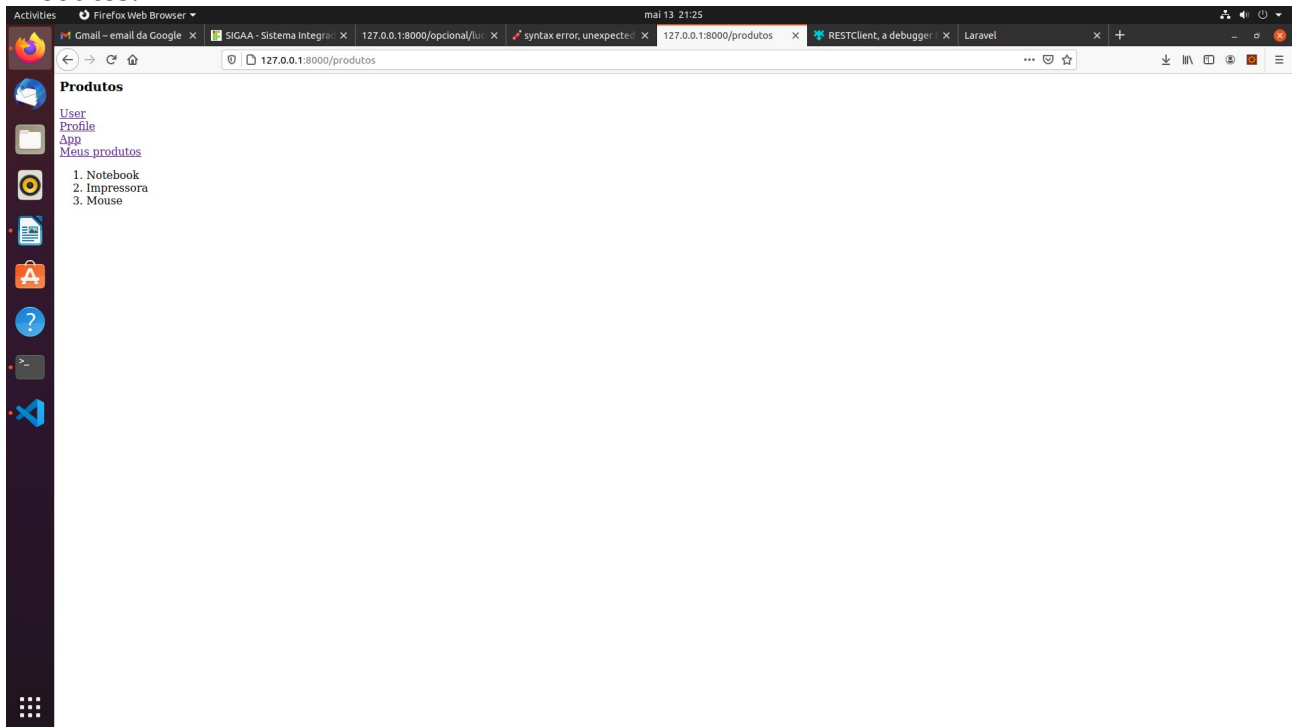 Activities Firefox Web Browser mai 13 21:25
Gmail – email da Google SIGAA - Sistema Integrad 127.0.0.1:8000/opcional/luc syntax error, unexpected 127.0.0.1:8000/produtos RESTClient, a debugger f Laravel
127.0.0.1:8000/produtos
Produtos
User
Profile
App
Meus produtos
1. Notebook
2. Impressora
3. Mouse